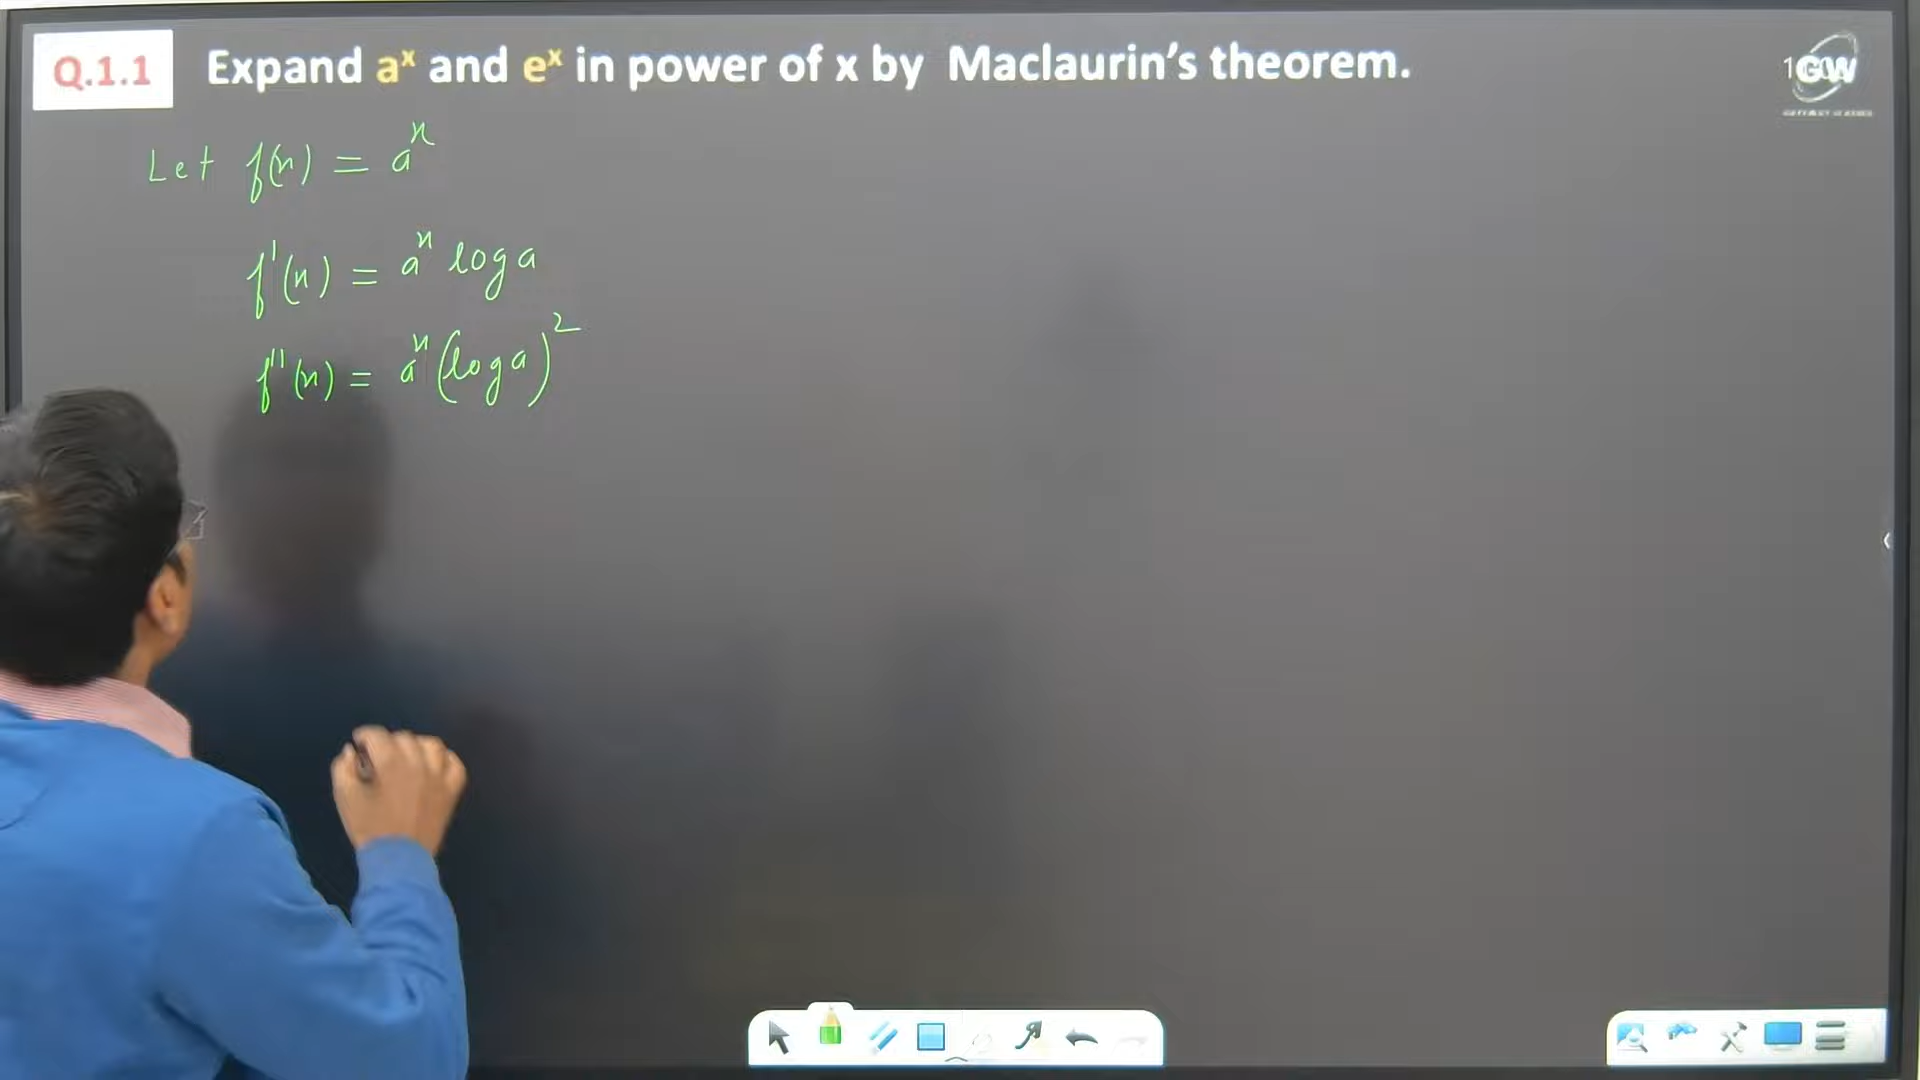 Q.1.1 Expand aˣ and eˣ in power of x by Maclaurin’s theorem.
GW
Let f(x) = aˣ
f'(x) = aˣ log a
f''(x) = aˣ (log a)²